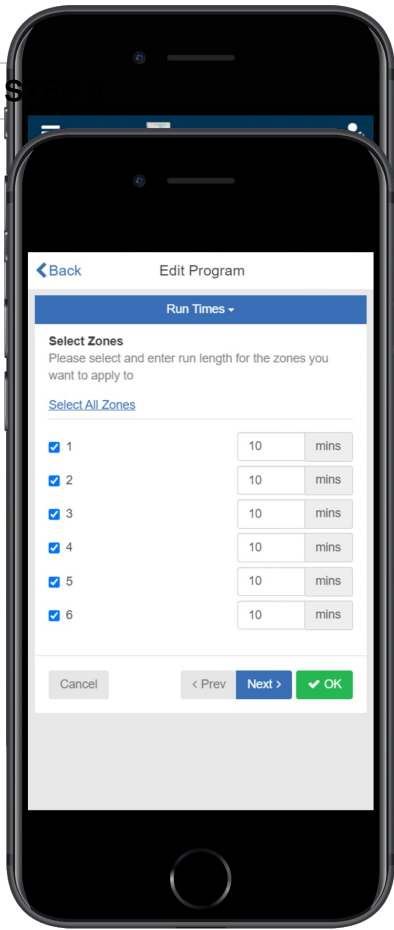 STEP
Back
Edit Program
Run Times
Select Zones
Please select and enter run length for the zones you
want to apply to
Select All Zones
1 10 mins
2 10 mins
3 10 mins
4 10 mins
5 10 mins
6 10 mins
Cancel < Prev Next > OK